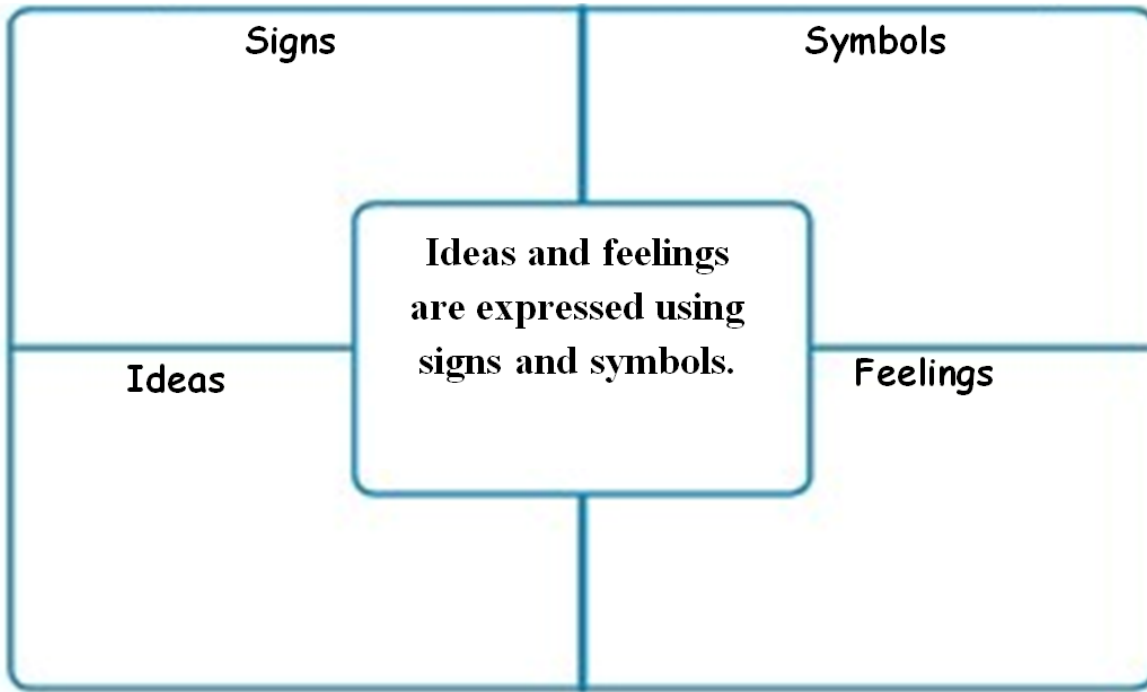 Signs
Symbols
Ideas and feelings
are expressed using
signs and symbols.
Ideas
Feelings